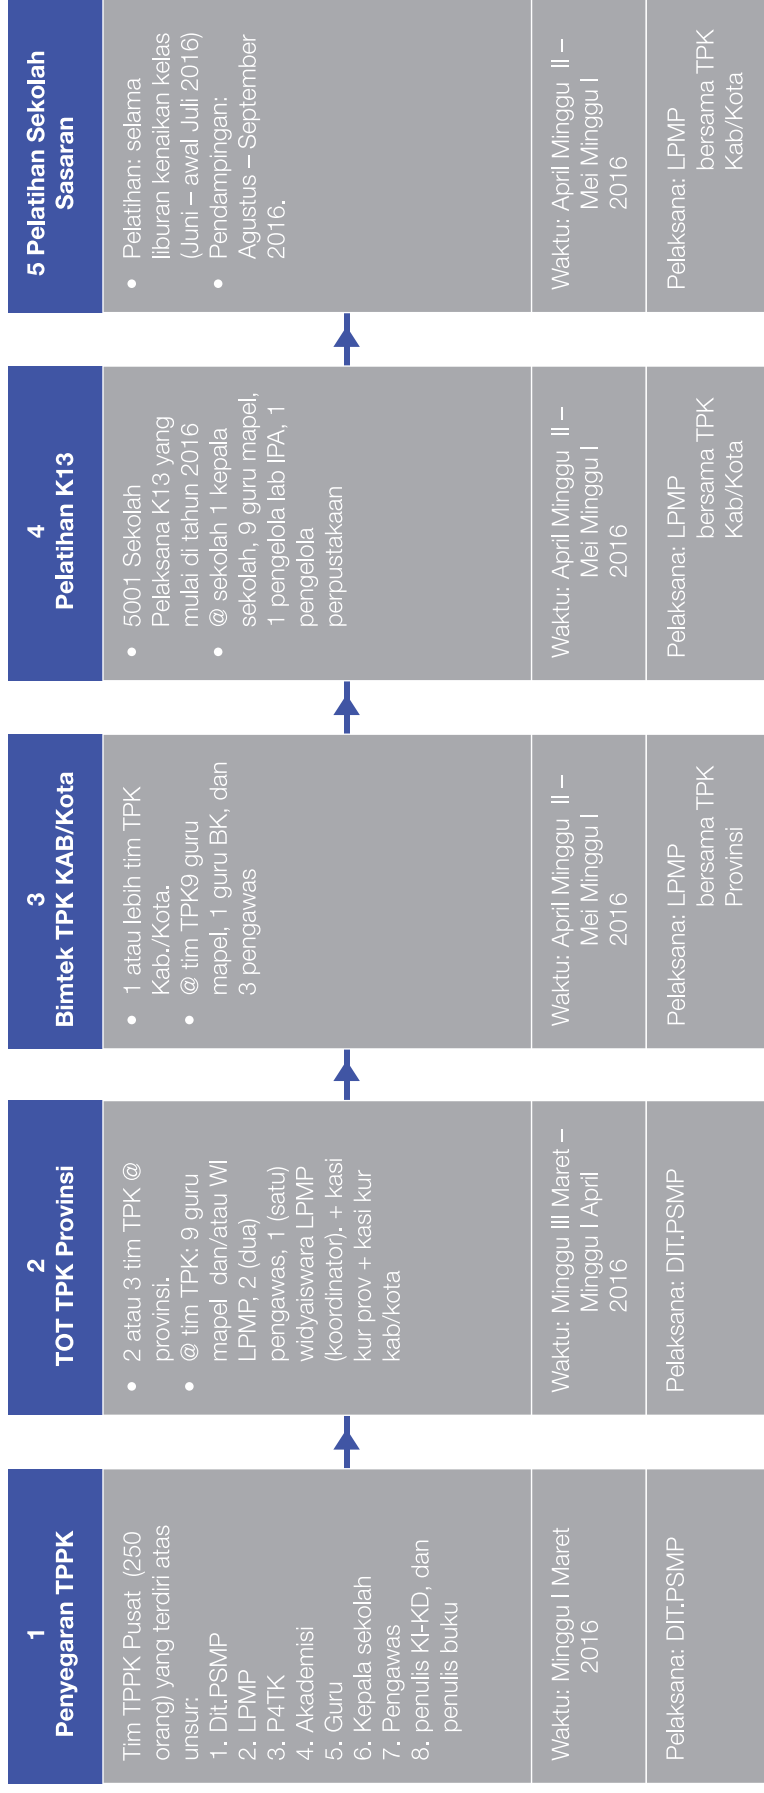 1
Penyegaran TPPK
Tim TPPK Pusat (250
orang) yang terdiri atas
unsur:
1. Dit.PSMP
2. LPMP
3. P4TK
4. Akademisi
5. Guru
6. Kepala sekolah
7. Pengawas
8. penulis KI-KD, dan
penulis buku
Waktu: Minggu I Maret
2016
Pelaksana: DIT.PSMP
2
TOT TPK Provinsi
• 2 atau 3 tim TPK @
provinsi.
• @ tim TPK: 9 guru
mapel dan/atau WI
LPMP, 2 (dua)
pengawas, 1 (satu)
widyaiswara LPMP
(koordinator). + kasi
kur prov + kasi kur
kab/kota
Waktu: Minggu III Maret –
Minggu I April
2016
Pelaksana: DIT.PSMP
3
Bimtek TPK KAB/Kota
• 1 atau lebih tim TPK
Kab./Kota.
• @ tim TPK9 guru
mapel, 1 guru BK, dan
3 pengawas
Waktu: April Minggu II –
Mei Minggu I
2016
Pelaksana: LPMP
bersama TPK
Provinsi
4
Pelatihan K13
• 5001 Sekolah
Pelaksana K13 yang
mulai di tahun 2016
• @ sekolah 1 kepala
sekolah, 9 guru mapel,
1 pengelola lab IPA, 1
pengelola
perpustakaan
Waktu: April Minggu II –
Mei Minggu I
2016
Pelaksana: LPMP
bersama TPK
Kab/Kota
5 Pelatihan Sekolah
Sasaran
• Pelatihan: selama
liburan kenaikan kelas
(Juni – awal Juli 2016)
• Pendampingan:
Agustus – September
2016.
Waktu: April Minggu II –
Mei Minggu I
2016
Pelaksana: LPMP
bersama TPK
Kab/Kota